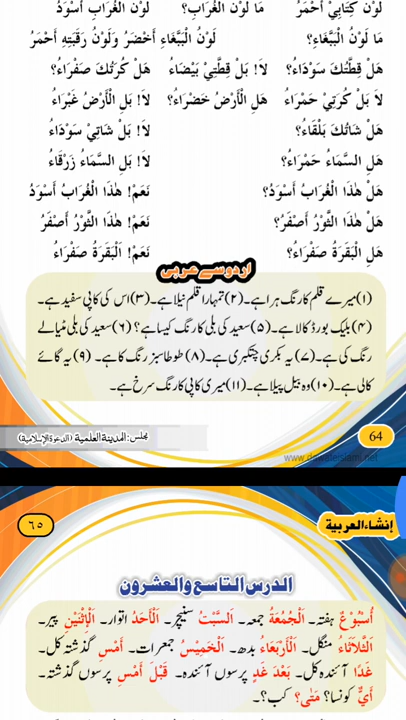 لَوْنُ كِتَابِيْ أَحْمَرُ مَا لَوْنُ الْغُرَابِ؟ لَوْنُ الْغُرَابِ أَسْوَدُ
مَا لَوْنُ الْبَبَّغَاءِ؟ لَوْنُ الْبَبَّغَاءِ أَخْضَرُ وَلَوْنُ رَقَبَتِهِ أَحْمَرُ
هَلْ قِطَّتُكَ سَوْدَاءُ؟ لَا! بَلْ قِطَّتِيْ بَيْضَاءُ هَلْ كُرَتُكَ صَفْرَاءُ؟
لَا بَلْ كُرَتِيْ حَمْرَاءُ هَلِ الْأَرْضُ خَضْرَاءُ؟ لَا! بَلِ الْأَرْضُ غَبْرَاءُ
هَلْ شَاتُكَ بَلْقَاءُ؟ لَا! بَلْ شَاتِيْ سَوْدَاءُ
هَلِ السَّمَاءُ حَمْرَاءُ؟ لَا! بَلِ السَّمَاءُ زَرْقَاءُ
هَلْ هٰذَا الْغُرَابُ أَسْوَدُ؟ نَعَمْ! هٰذَا الْغُرَابُ أَسْوَدُ
هَلْ هٰذَا الثَّوْرُ أَصْفَرُ؟ نَعَمْ! هٰذَا الثَّوْرُ أَصْفَرُ
هَلِ الْبَقَرَةُ صَفْرَاءُ؟ نَعَمْ! اَلْبَقَرَةُ صَفْرَاءُ
اردو سے عربی
(۱) میرے قلم کا رنگ ہرا ہے۔ (۲) تمہارا قلم نیلا ہے۔ (۳) اس کی کاپی سفید ہے۔
(۴) بلیک بورڈ کالا ہے۔ (۵) سعید کی بلی کا رنگ کیسا ہے؟ (۶) سعید کی بلی مٹیالے
رنگ کی ہے۔ (۷) یہ بکری چتکبری ہے۔ (۸) طوطا سبز رنگ کا ہے۔ (۹) یہ گائے
کالی ہے۔ (۱۰) وہ بیل پیلا ہے۔ (۱۱) میری کاپی کا رنگ سرخ ہے۔
مجلس: المدينة العلمية (الدعوة الإسلامية)
64
www.dawateislami.net
إنشاء العربية
٦٥
الدرس التاسع والعشرون
أُسْبُوْعٌ ہفتہ۔ اَلْجُمُعَةُ جمعہ۔ اَلسَّبْتُ سنیچر۔ اَلْأَحَدُ اتوار۔ اَلْإِثْنَيْنِ پیر۔
اَلثَّلَاثَاءُ منگل۔ اَلْأَرْبَعَاءُ بدھ۔ اَلْخَمِيْسُ جمعرات۔ أَمْسِ گذشتہ کل۔
غَدًا آئندہ کل۔ بَعْدَ غَدٍ پرسوں آئندہ۔ قَبْلَ أَمْسِ پرسوں گذشتہ۔
أَيٌّ کونسا؟ مَتٰی؟ کب؟۔